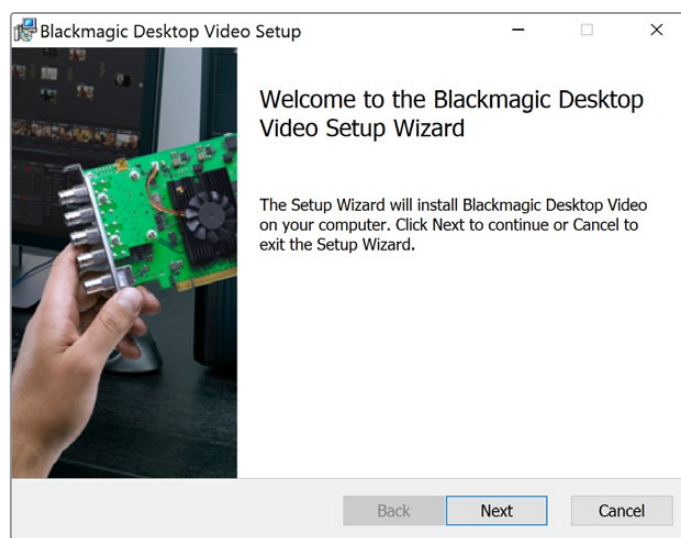 Blackmagic Desktop Video Setup
Welcome to the Blackmagic Desktop
Video Setup Wizard
The Setup Wizard will install Blackmagic Desktop Video
on your computer. Click Next to continue or Cancel to
exit the Setup Wizard.
Back
Next
Cancel